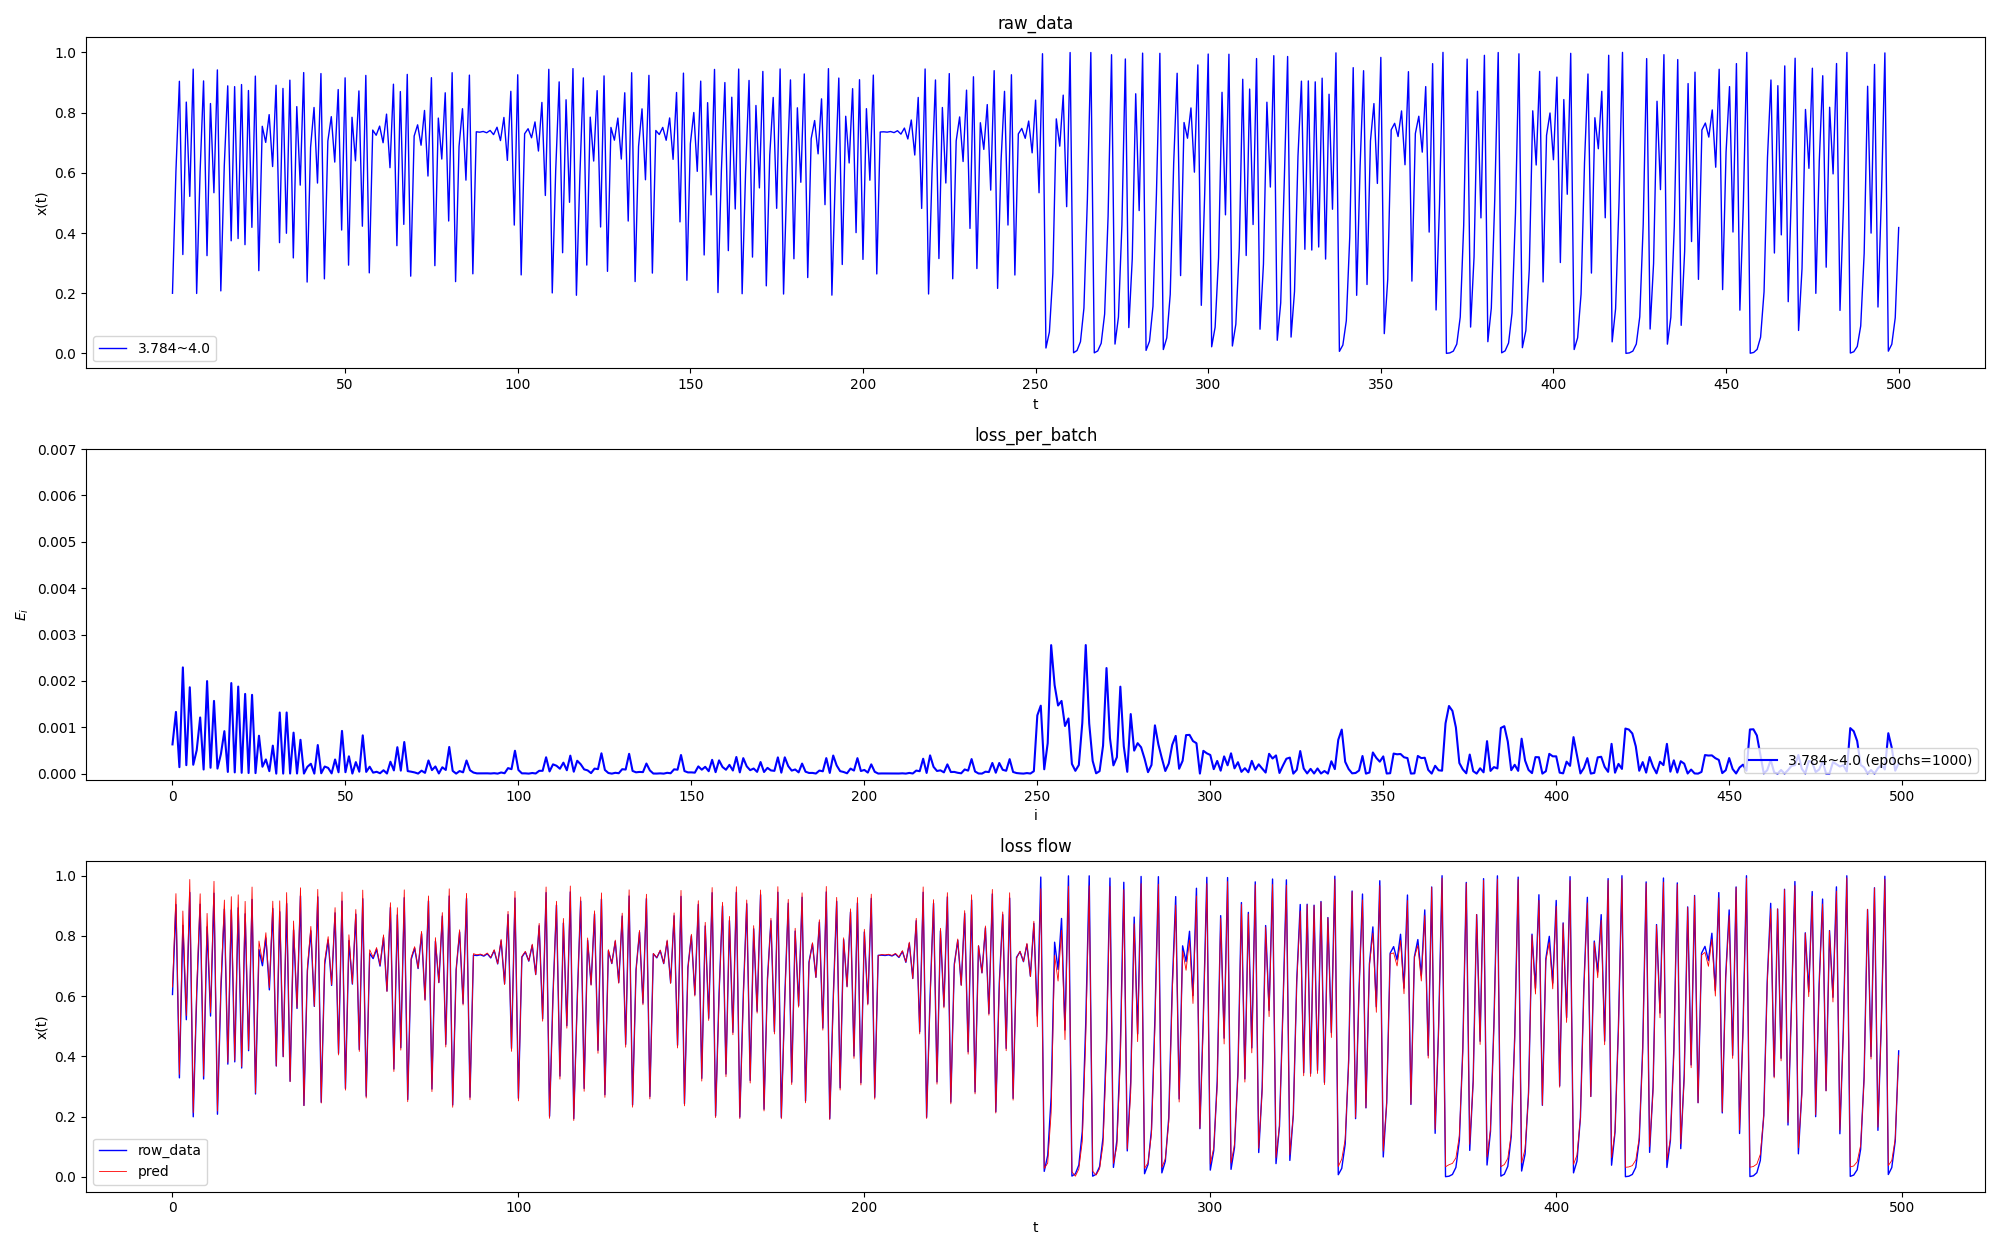 raw_data
1.0
0.8
0.6
0.4
0.2
0.0
x(t)
3.784~4.0
50 100 150 200 250 300 350 400 450 500
t
loss_per_batch
0.007
0.006
0.005
0.004
0.003
0.002
0.001
0.000
E_i
3.784~4.0 (epochs=1000)
0 50 100 150 200 250 300 350 400 450 500
i
loss flow
1.0
0.8
0.6
0.4
0.2
0.0
x(t)
row_data
pred
0 100 200 300 400 500
t